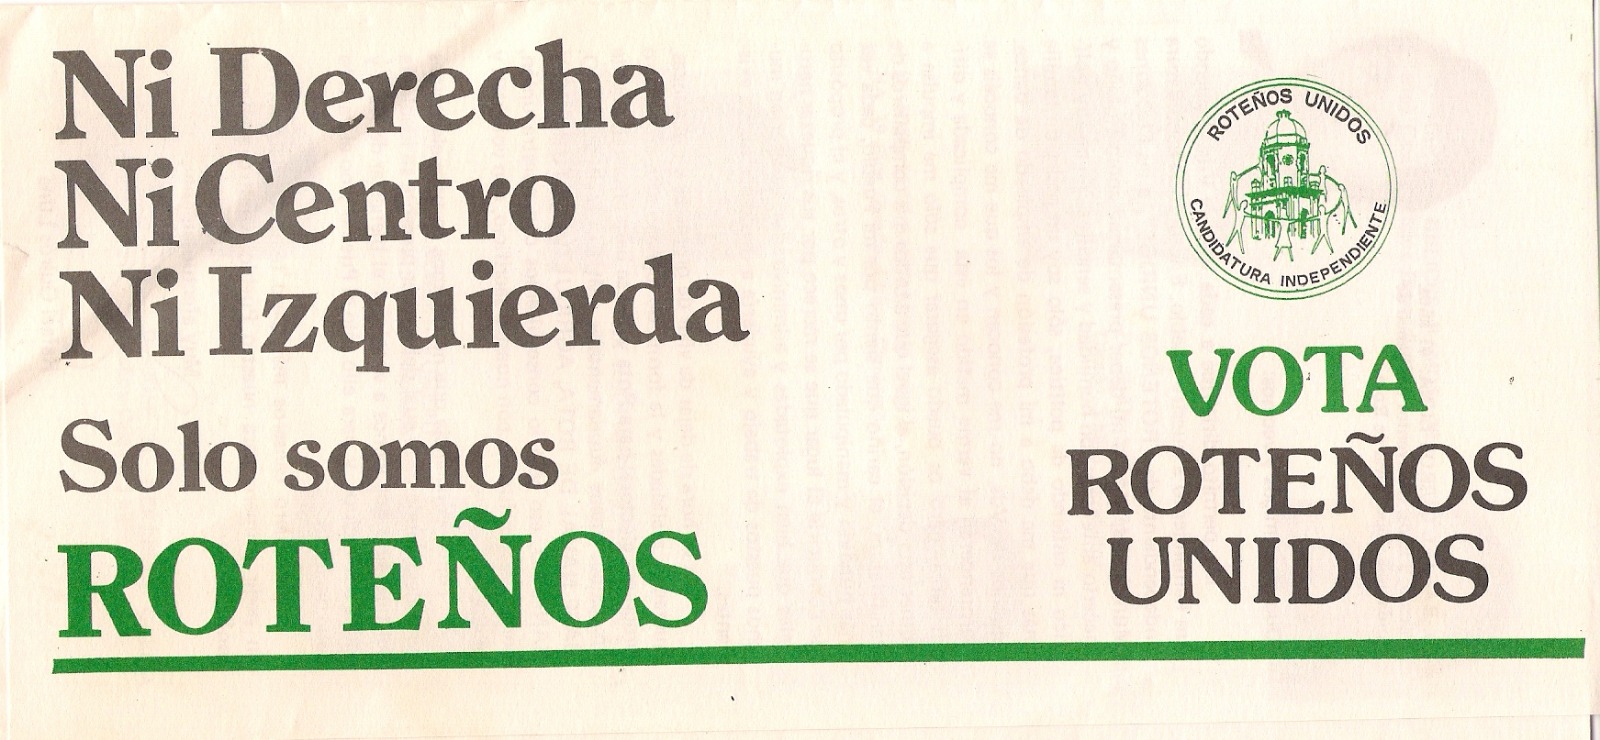 Ni Derecha
Ni Centro
Ni Izquierda
Solo somos
ROTEÑOS
ROTEÑOS UNIDOS
CANDIDATURA INDEPENDIENTE
VOTA
ROTEÑOS
UNIDOS